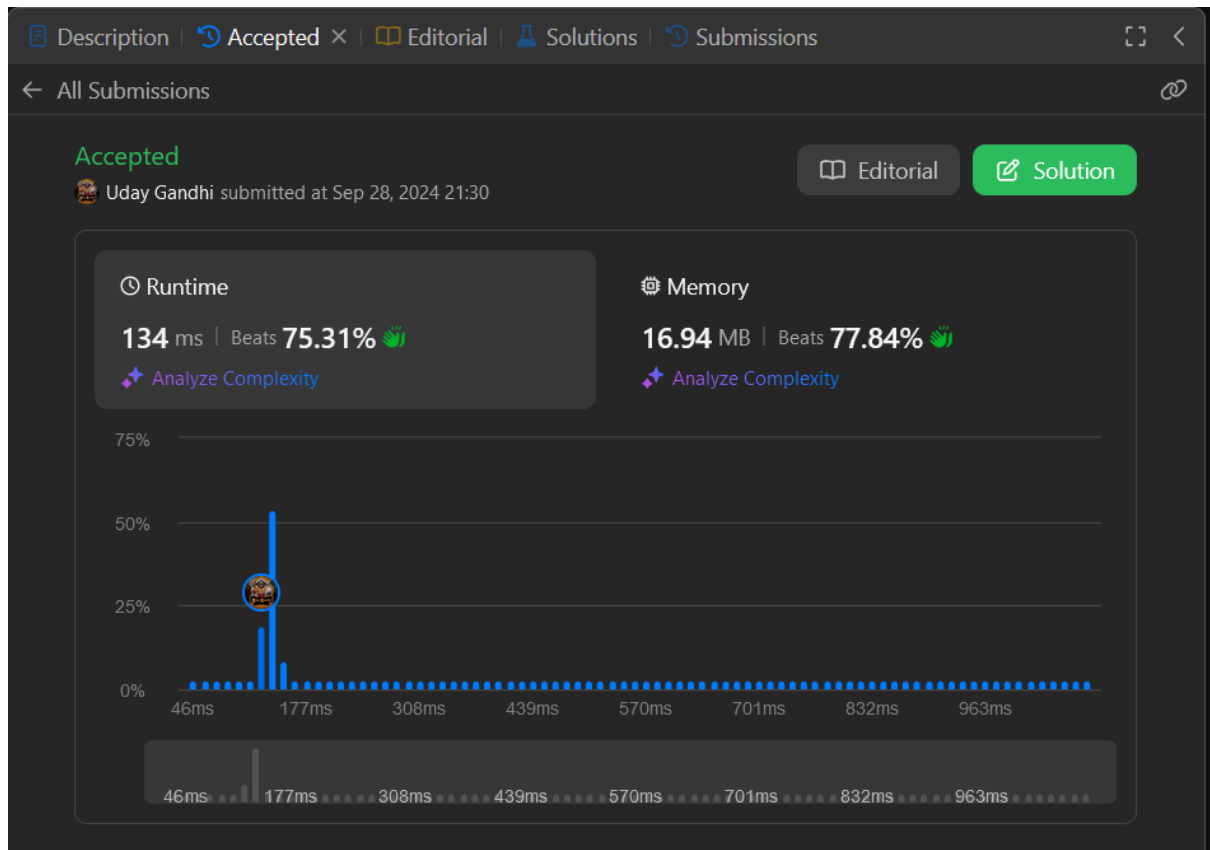 Description Accepted Editorial Solutions Submissions
All Submissions
Accepted
Uday Gandhi submitted at Sep 28, 2024 21:30
Editorial
Solution
Runtime
134 ms Beats 75.31%
Analyze Complexity
Memory
16.94 MB Beats 77.84%
Analyze Complexity
75%
50%
25%
0%
46ms 177ms 308ms 439ms 570ms 701ms 832ms 963ms
46ms 177ms 308ms 439ms 570ms 701ms 832ms 963ms